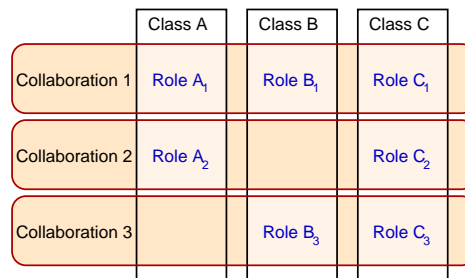 Class A Class B Class C
Collaboration 1 Role A₁ Role B₁ Role C₁
Collaboration 2 Role A₂ Role C₂
Collaboration 3 Role B₃ Role C₃